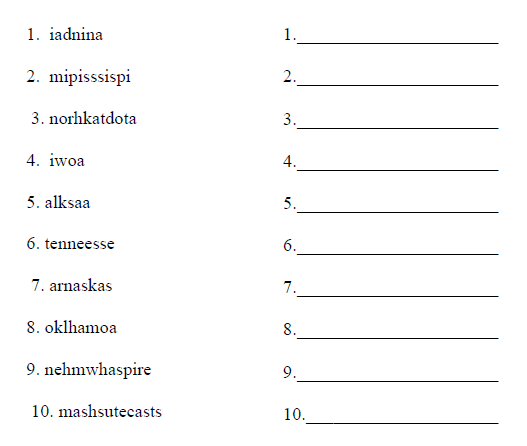 1. iadnina 1.
2. mipisssispi 2.
3. norhkatdota 3.
4. iwoa 4.
5. alksaa 5.
6. tenneesse 6.
7. arnaskas 7.
8. oklhamoa 8.
9. nehmwhaspire 9.
10. mashsutecasts 10.